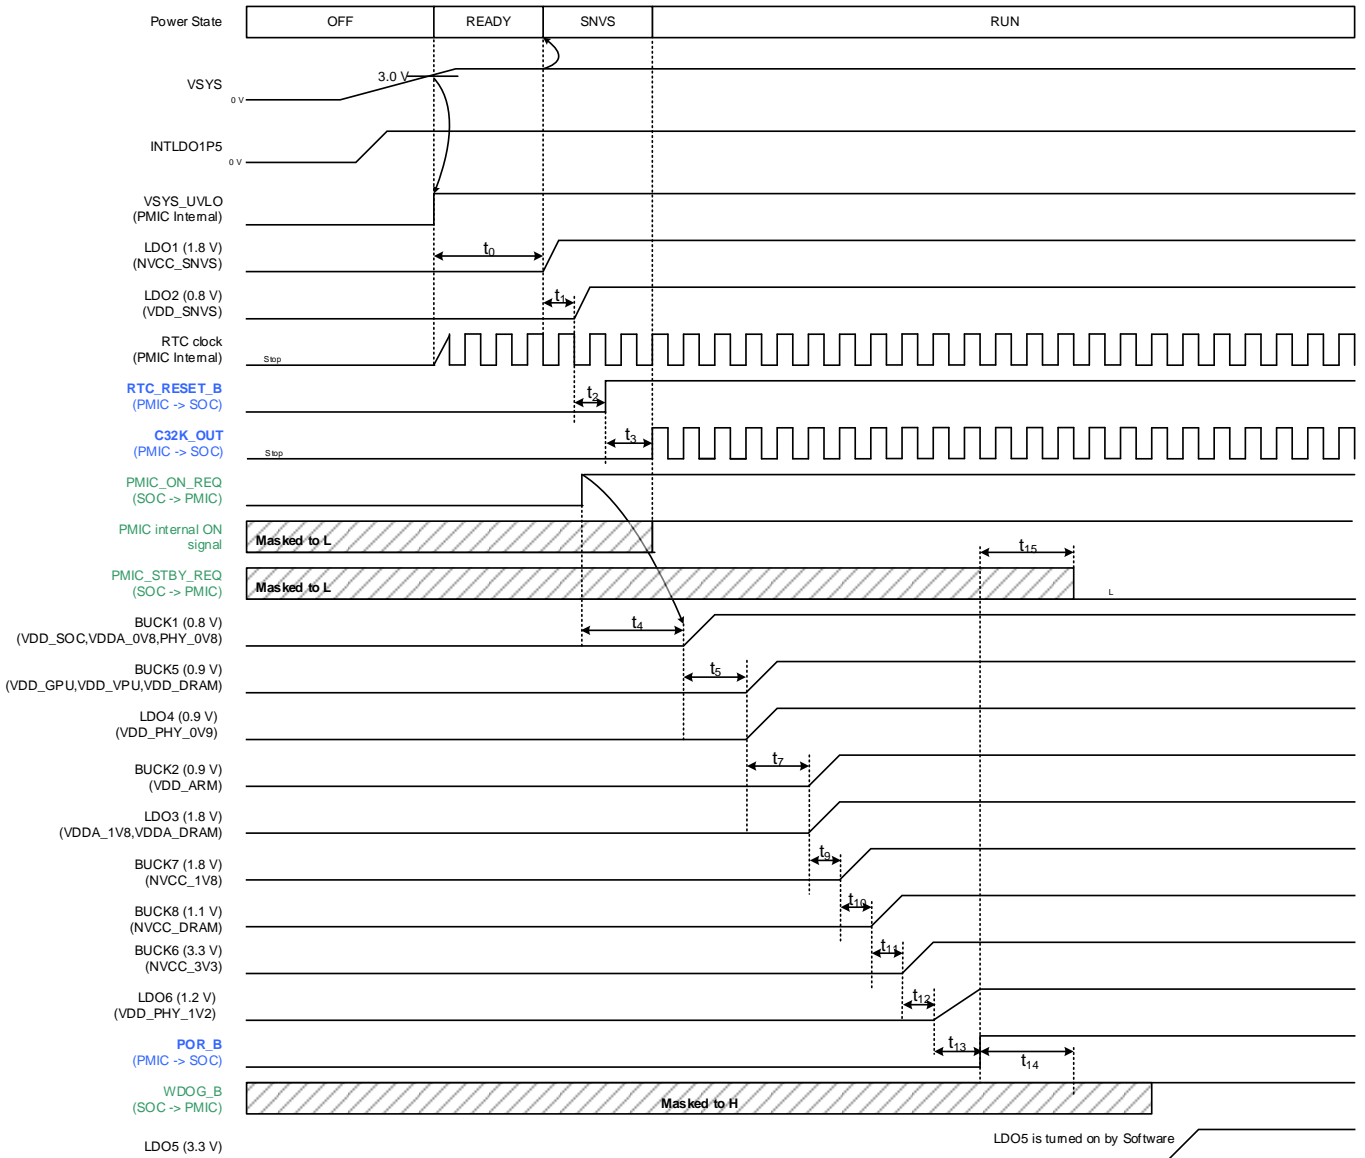 Power State
OFF
READY
SNVS
RUN
VSYS
0 V
3.0 V
INTLDO1P5
0 V
VSYS_UVLO
(PMIC Internal)
LDO1 (1.8 V)
(NVCC_SNVS)
t0
LDO2 (0.8 V)
(VDD_SNVS)
t1
RTC clock
(PMIC Internal)
Stop
RTC_RESET_B
(PMIC -> SOC)
t2
C32K_OUT
(PMIC -> SOC)
Stop
t3
PMIC_ON_REQ
(SOC -> PMIC)
PMIC internal ON
signal
Masked to L
t15
PMIC_STBY_REQ
(SOC -> PMIC)
Masked to L
L
BUCK1 (0.8 V)
(VDD_SOC,VDDA_0V8,PHY_0V8)
t4
BUCK5 (0.9 V)
(VDD_GPU,VDD_VPU,VDD_DRAM)
t5
LDO4 (0.9 V)
(VDD_PHY_0V9)
BUCK2 (0.9 V)
(VDD_ARM)
t7
LDO3 (1.8 V)
(VDDA_1V8,VDDA_DRAM)
BUCK7 (1.8 V)
(NVCC_1V8)
t9
BUCK8 (1.1 V)
(NVCC_DRAM)
t10
BUCK6 (3.3 V)
(NVCC_3V3)
t11
LDO6 (1.2 V)
(VDD_PHY_1V2)
t12
POR_B
(PMIC -> SOC)
t13
t14
WDOG_B
(SOC -> PMIC)
Masked to H
LDO5 (3.3 V)
LDO5 is turned on by Software